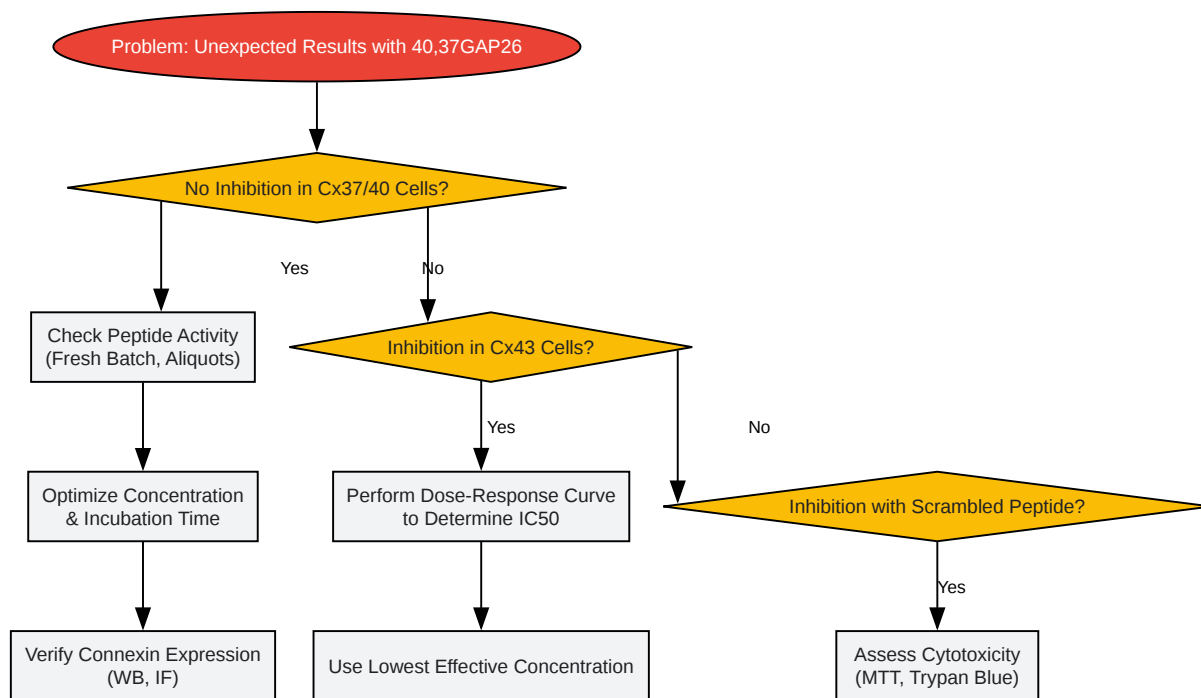 Problem: Unexpected Results with 40,37GAP26
No Inhibition in Cx37/40 Cells?
Yes
No
Check Peptide Activity
(Fresh Batch, Aliquots)
Inhibition in Cx43 Cells?
Yes
No
Optimize Concentration
& Incubation Time
Perform Dose-Response Curve
to Determine IC50
Inhibition with Scrambled Peptide?
Yes
Verify Connexin Expression
(WB, IF)
Use Lowest Effective Concentration
Assess Cytotoxicity
(MTT, Trypan Blue)